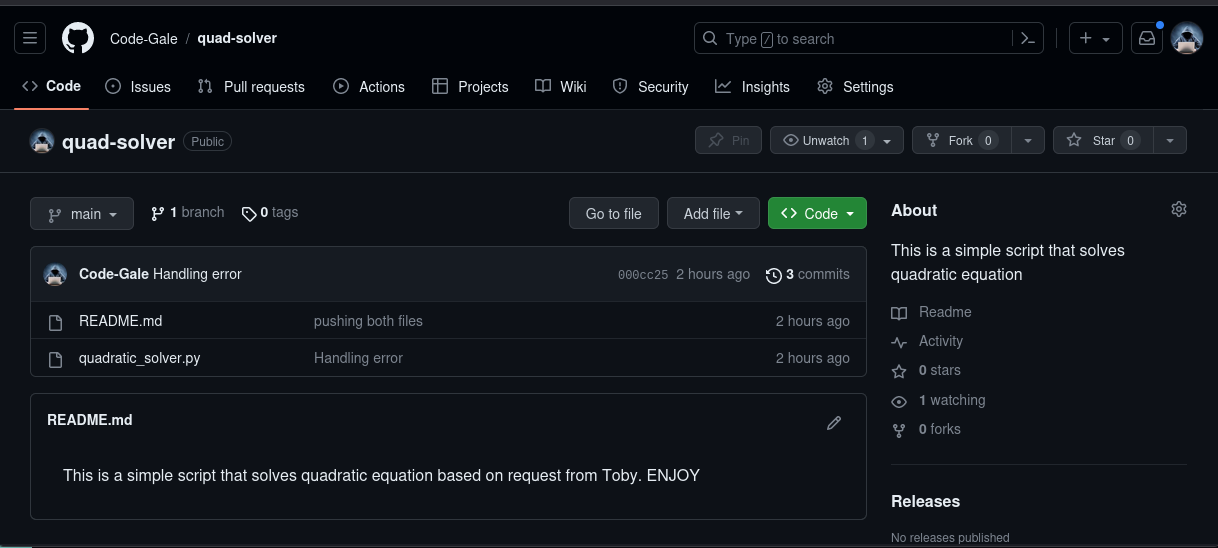 Code-Gale / quad-solver
Type / to search
Code Issues Pull requests Actions Projects Wiki Security Insights Settings
quad-solver Public
Pin Unwatch 1 Fork 0 Star 0
main 1 branch 0 tags Go to file Add file Code
Code-Gale Handling error 000cc25 2 hours ago 3 commits
README.md pushing both files 2 hours ago
quadratic_solver.py Handling error 2 hours ago
README.md
This is a simple script that solves quadratic equation based on request from Toby. ENJOY
About
This is a simple script that solves
quadratic equation
Readme
Activity
0 stars
1 watching
0 forks
Releases
No releases published